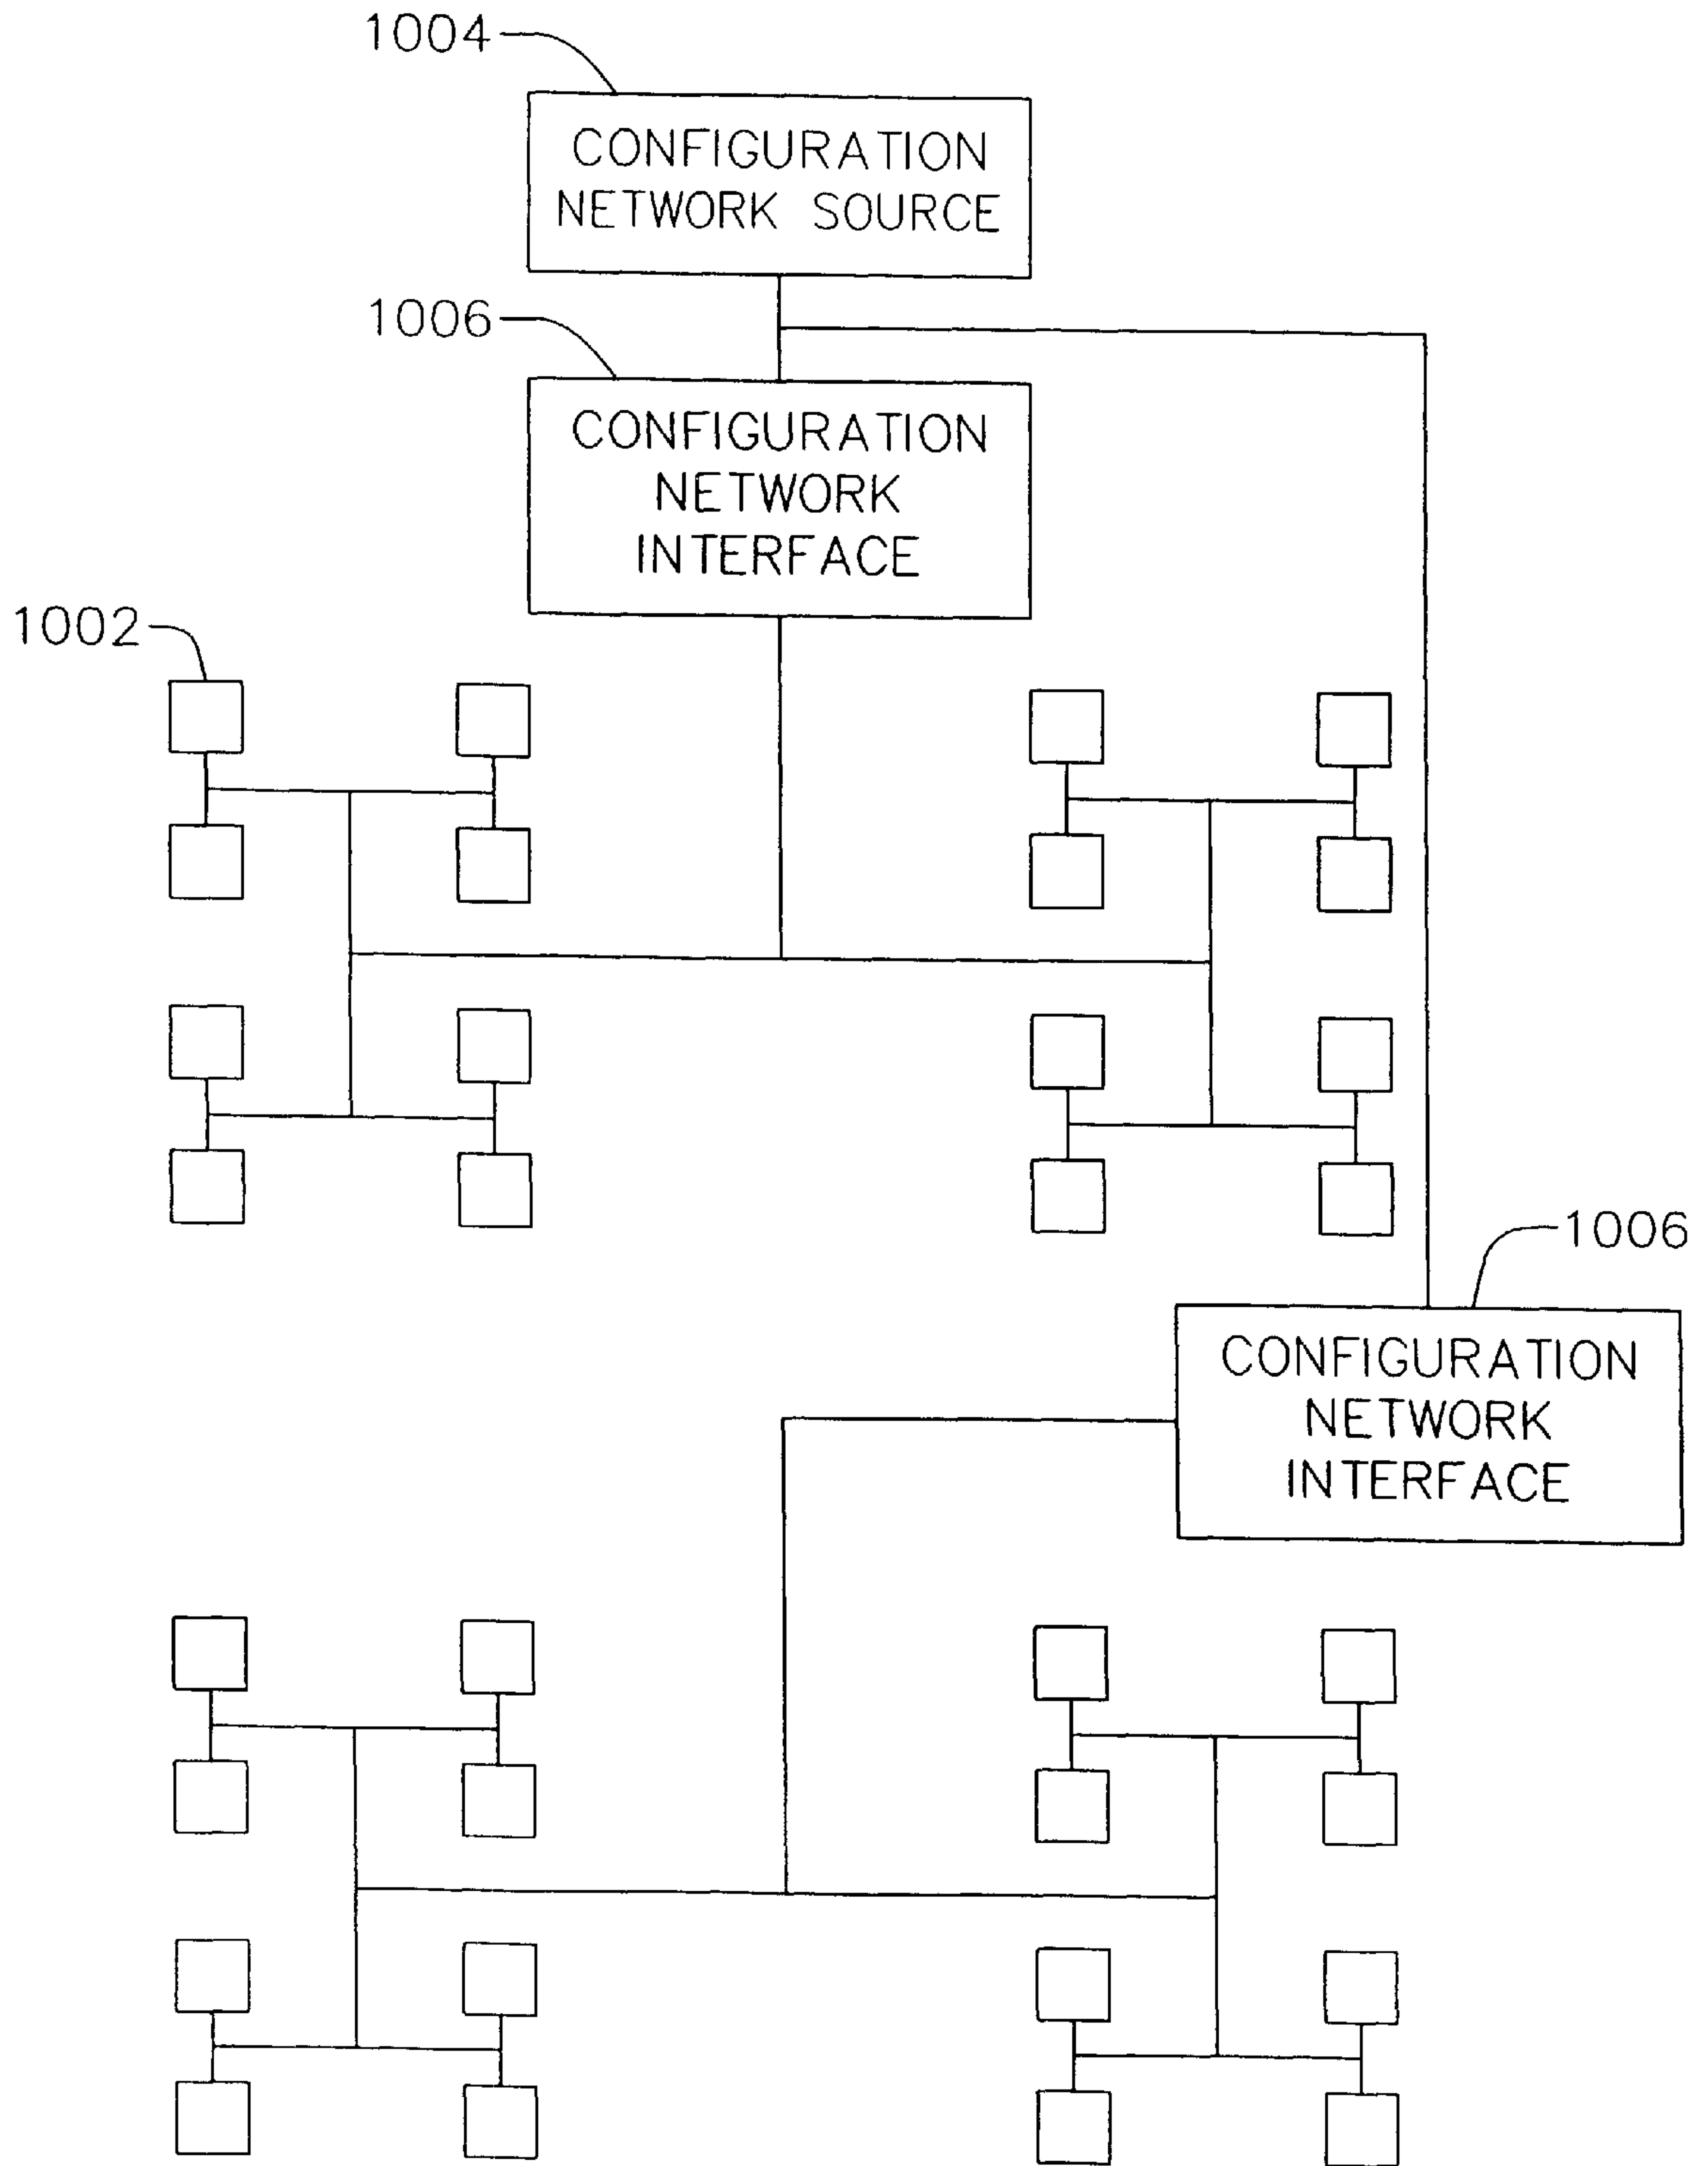 1004
CONFIGURATION
NETWORK SOURCE
1006
CONFIGURATION
NETWORK
INTERFACE
1002
1006
CONFIGURATION
NETWORK
INTERFACE